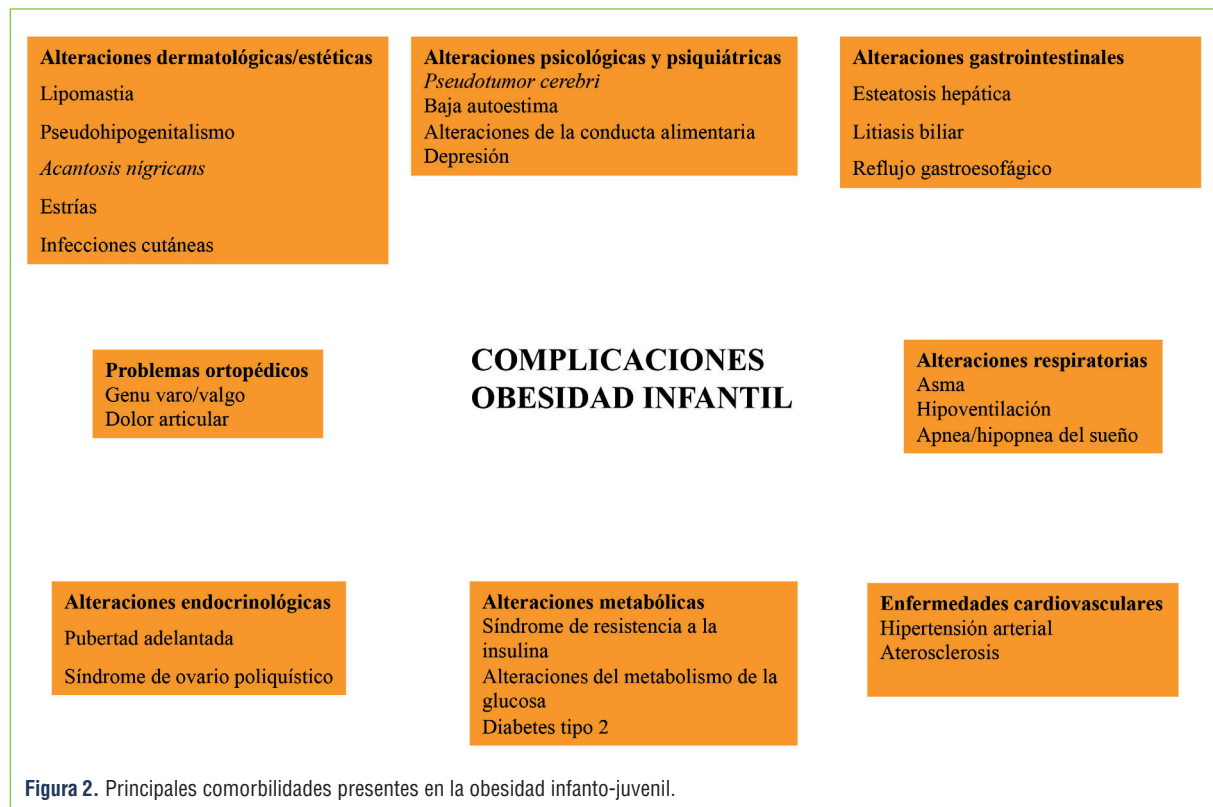 Alteraciones dermatológicas/estéticas
Lipomastia
Pseudohipogenitalismo
Acantosis nígricans
Estrías
Infecciones cutáneas
Alteraciones psicológicas y psiquiátricas
Pseudotumor cerebri
Baja autoestima
Alteraciones de la conducta alimentaria
Depresión
Alteraciones gastrointestinales
Esteatosis hepática
Litiasis biliar
Reflujo gastroesofágico
Problemas ortopédicos
Genu varo/valgo
Dolor articular
COMPLICACIONES
OBESIDAD INFANTIL
Alteraciones respiratorias
Asma
Hipoventilación
Apnea/hipopnea del sueño
Alteraciones endocrinológicas
Pubertad adelantada
Síndrome de ovario poliquístico
Alteraciones metabólicas
Síndrome de resistencia a la
insulina
Alteraciones del metabolismo de la
glucosa
Diabetes tipo 2
Enfermedades cardiovasculares
Hipertensión arterial
Aterosclerosis
Figura 2. Principales comorbilidades presentes en la obesidad infanto-juvenil.